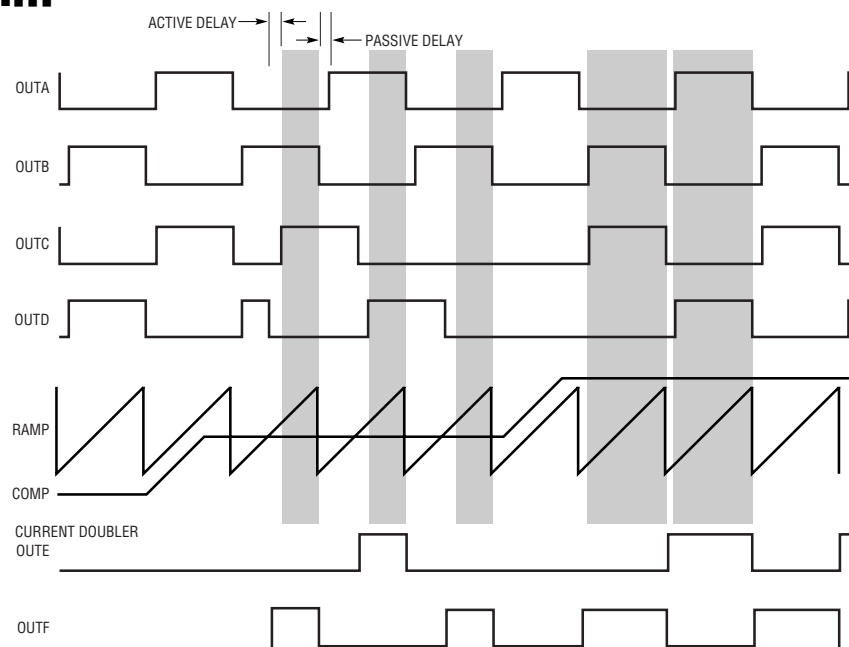 ACTIVE DELAY
PASSIVE DELAY
OUTA
OUTB
OUTC
OUTD
RAMP
COMP
CURRENT DOUBLER
OUTE
OUTF